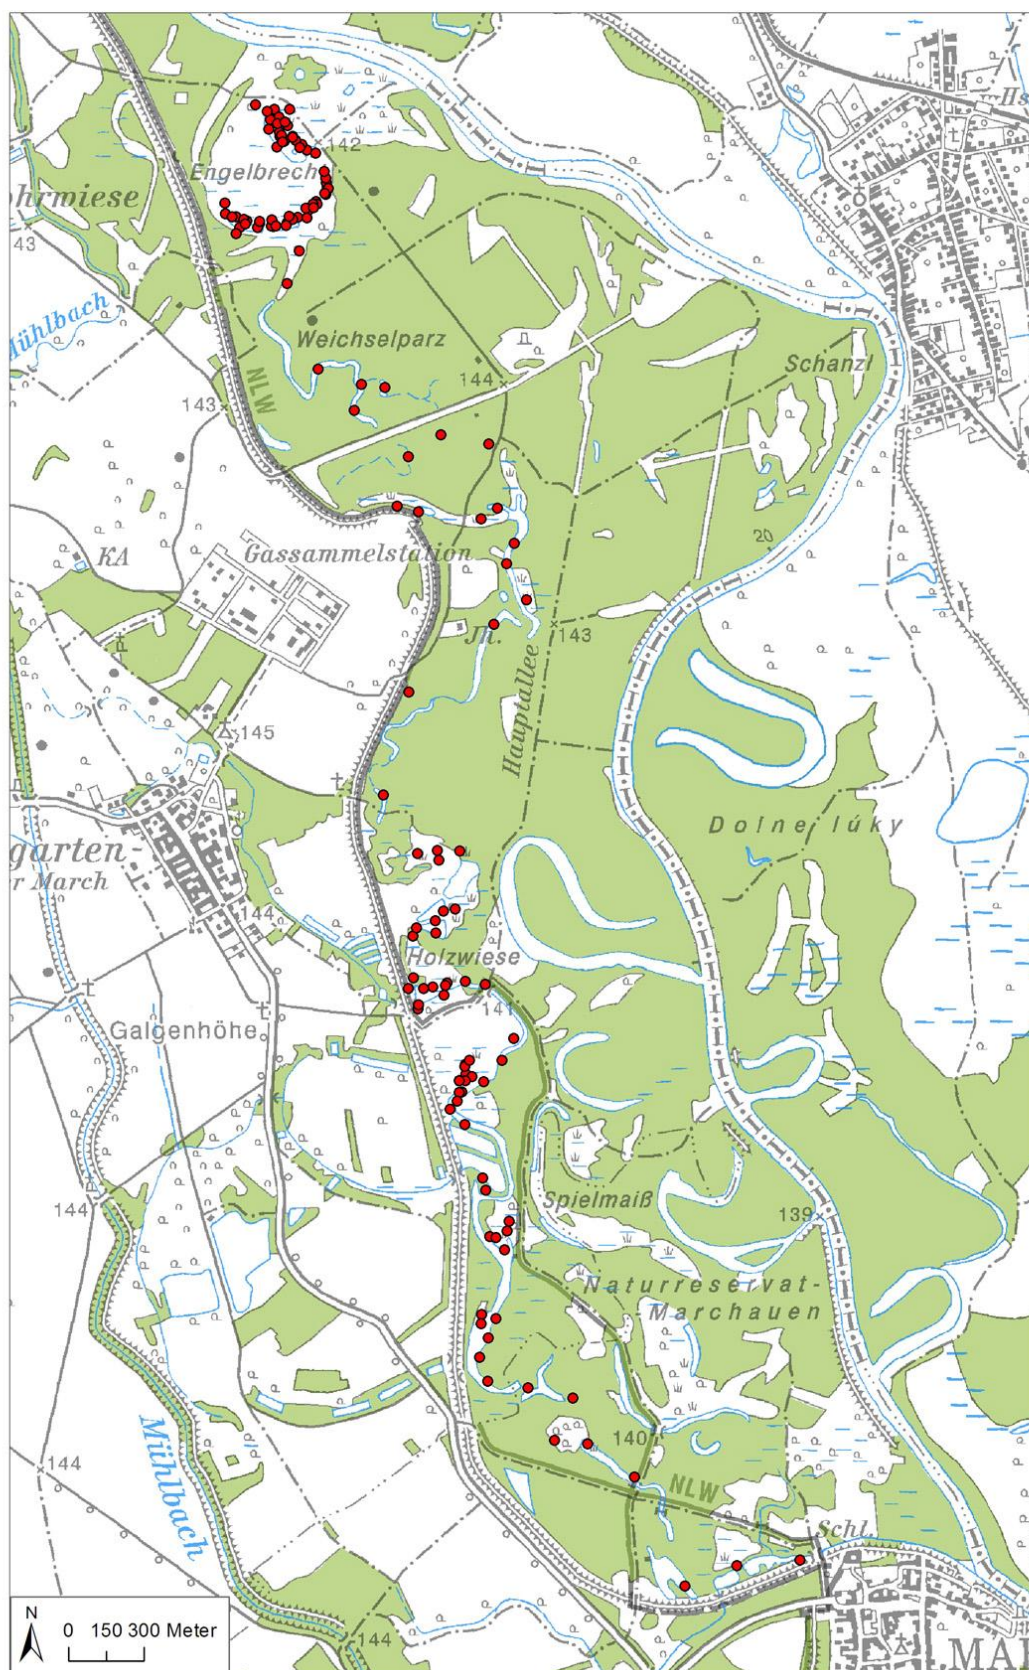 Hs
142
Engelbrech
hrmiese
43
Mühlbach
Weichselparz
Schanzl
NLW
144
143
20
KA
Gassammelstation
Jh.
143
Hauptallee
145
Dolne lúky
garten-
r March
144
Holzwiese
141
Galgenhöhe
Spielmaiß
144
139
Naturreservat-
-Marchauen
140
Mühlbach
144
NLW
Schl.
N
0 150 300 Meter
144
MA